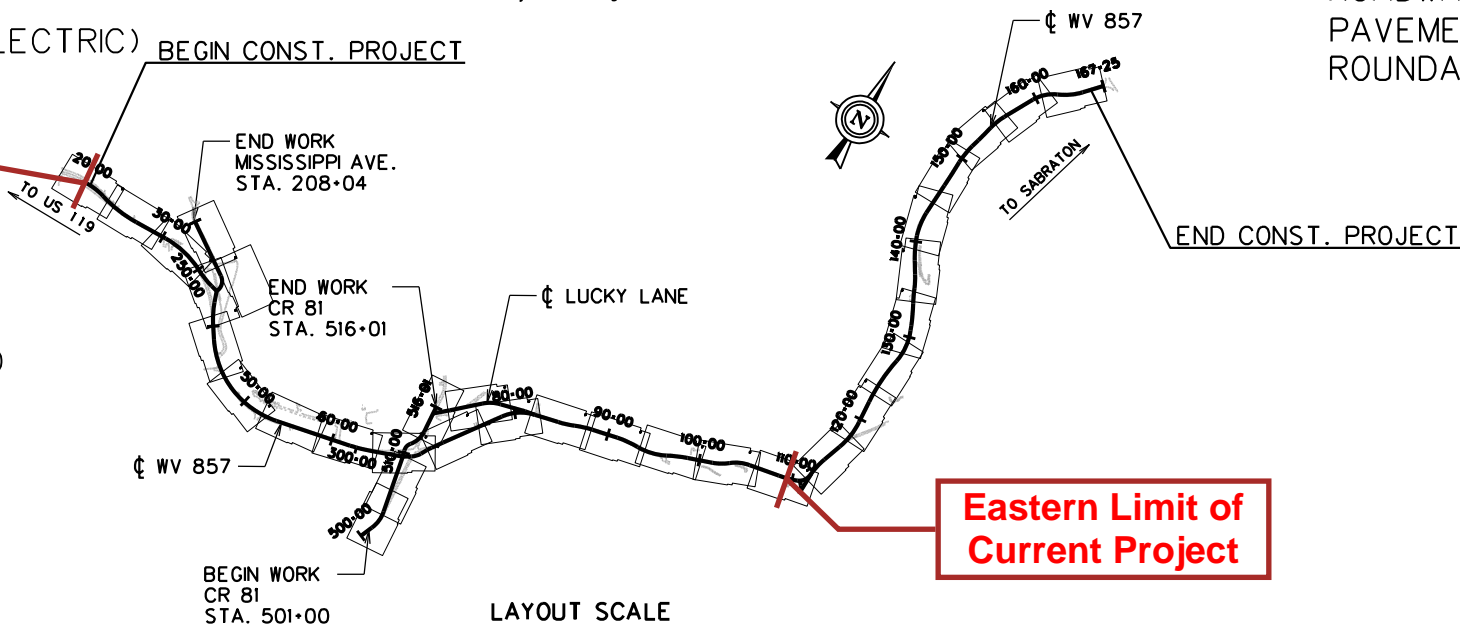 LECTRIC)
BEGIN CONST. PROJECT
℄ WV 857
PAVEME
ROUNDA
167+25
160+00
150+00
140+00
130+00
120+00
TO SABRATON
END CONST. PROJECT
N
END WORK
MISSISSIPPI AVE.
STA. 208+04
20+00
TO US 119
30+00
250+00
END WORK
CR 81
STA. 516+01
℄ LUCKY LANE
50+00
60+00
300+00
310+00
516+01
80+00
90+00
100+00
110+00
℄ WV 857
500+00
BEGIN WORK
CR 81
STA. 501+00
LAYOUT SCALE
Eastern Limit of
Current Project